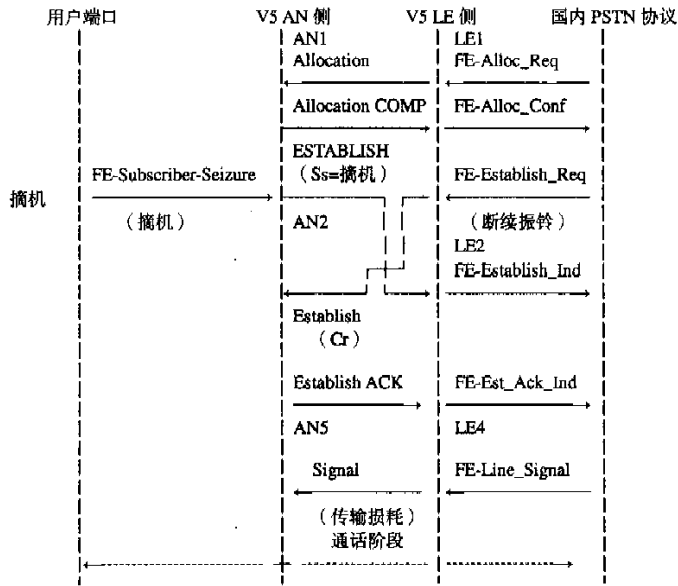 用户端口 V5 AN 侧 V5 LE 侧 国内 PSTN 协议
AN1 LE1
Allocation FE-Alloc_Req
Allocation COMP FE-Alloc_Conf
ESTABLISH
FE-Subscriber-Seizure （Ss=摘机） FE-Establish_Req
摘机
（摘机） AN2 （断续振铃）
LE2
FE-Establish_Ind
Establish
（Cr）
Establish ACK FE-Est_Ack_Ind
AN5 LE4
Signal FE-Line_Signal
（传输损耗）
通话阶段